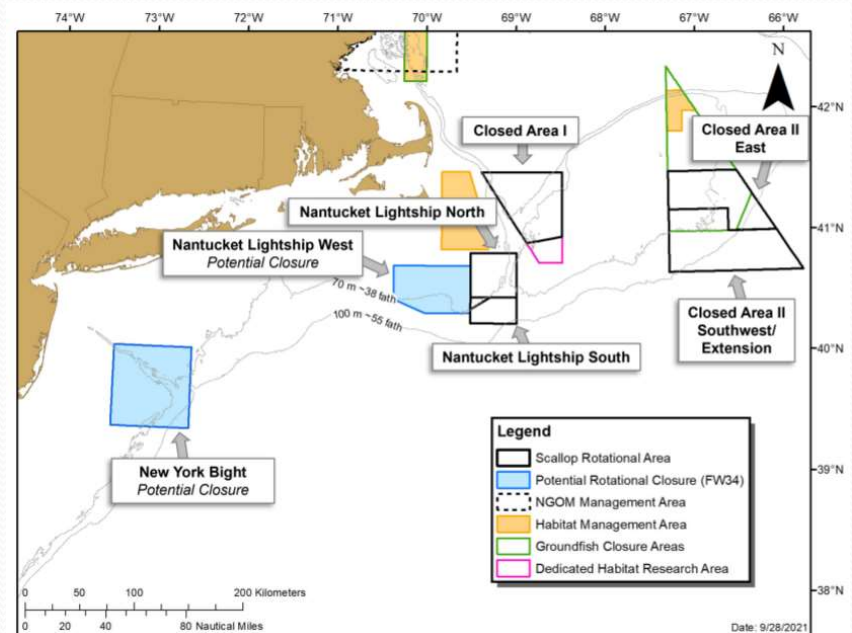 74°W 73°W 72°W 71°W 70°W 69°W 68°W 67°W 66°W
N
42°N
Closed Area I
Closed Area II
East
Nantucket Lightship North
Nantucket Lightship West
Potential Closure
41°N
70 m ~38 fath
100 m ~55 fath
Closed Area II
Southwest/
Extension
40°N
Nantucket Lightship South
New York Bight
Potential Closure
39°N
Legend
Scallop Rotational Area
Potential Rotational Closure (FW34)
NGOM Management Area
Habitat Management Area
Groundfish Closure Areas
Dedicated Habitat Research Area
38°N
0 50 100 200 Kilometers
0 20 40 80 Nautical Miles
Date: 9/28/2021